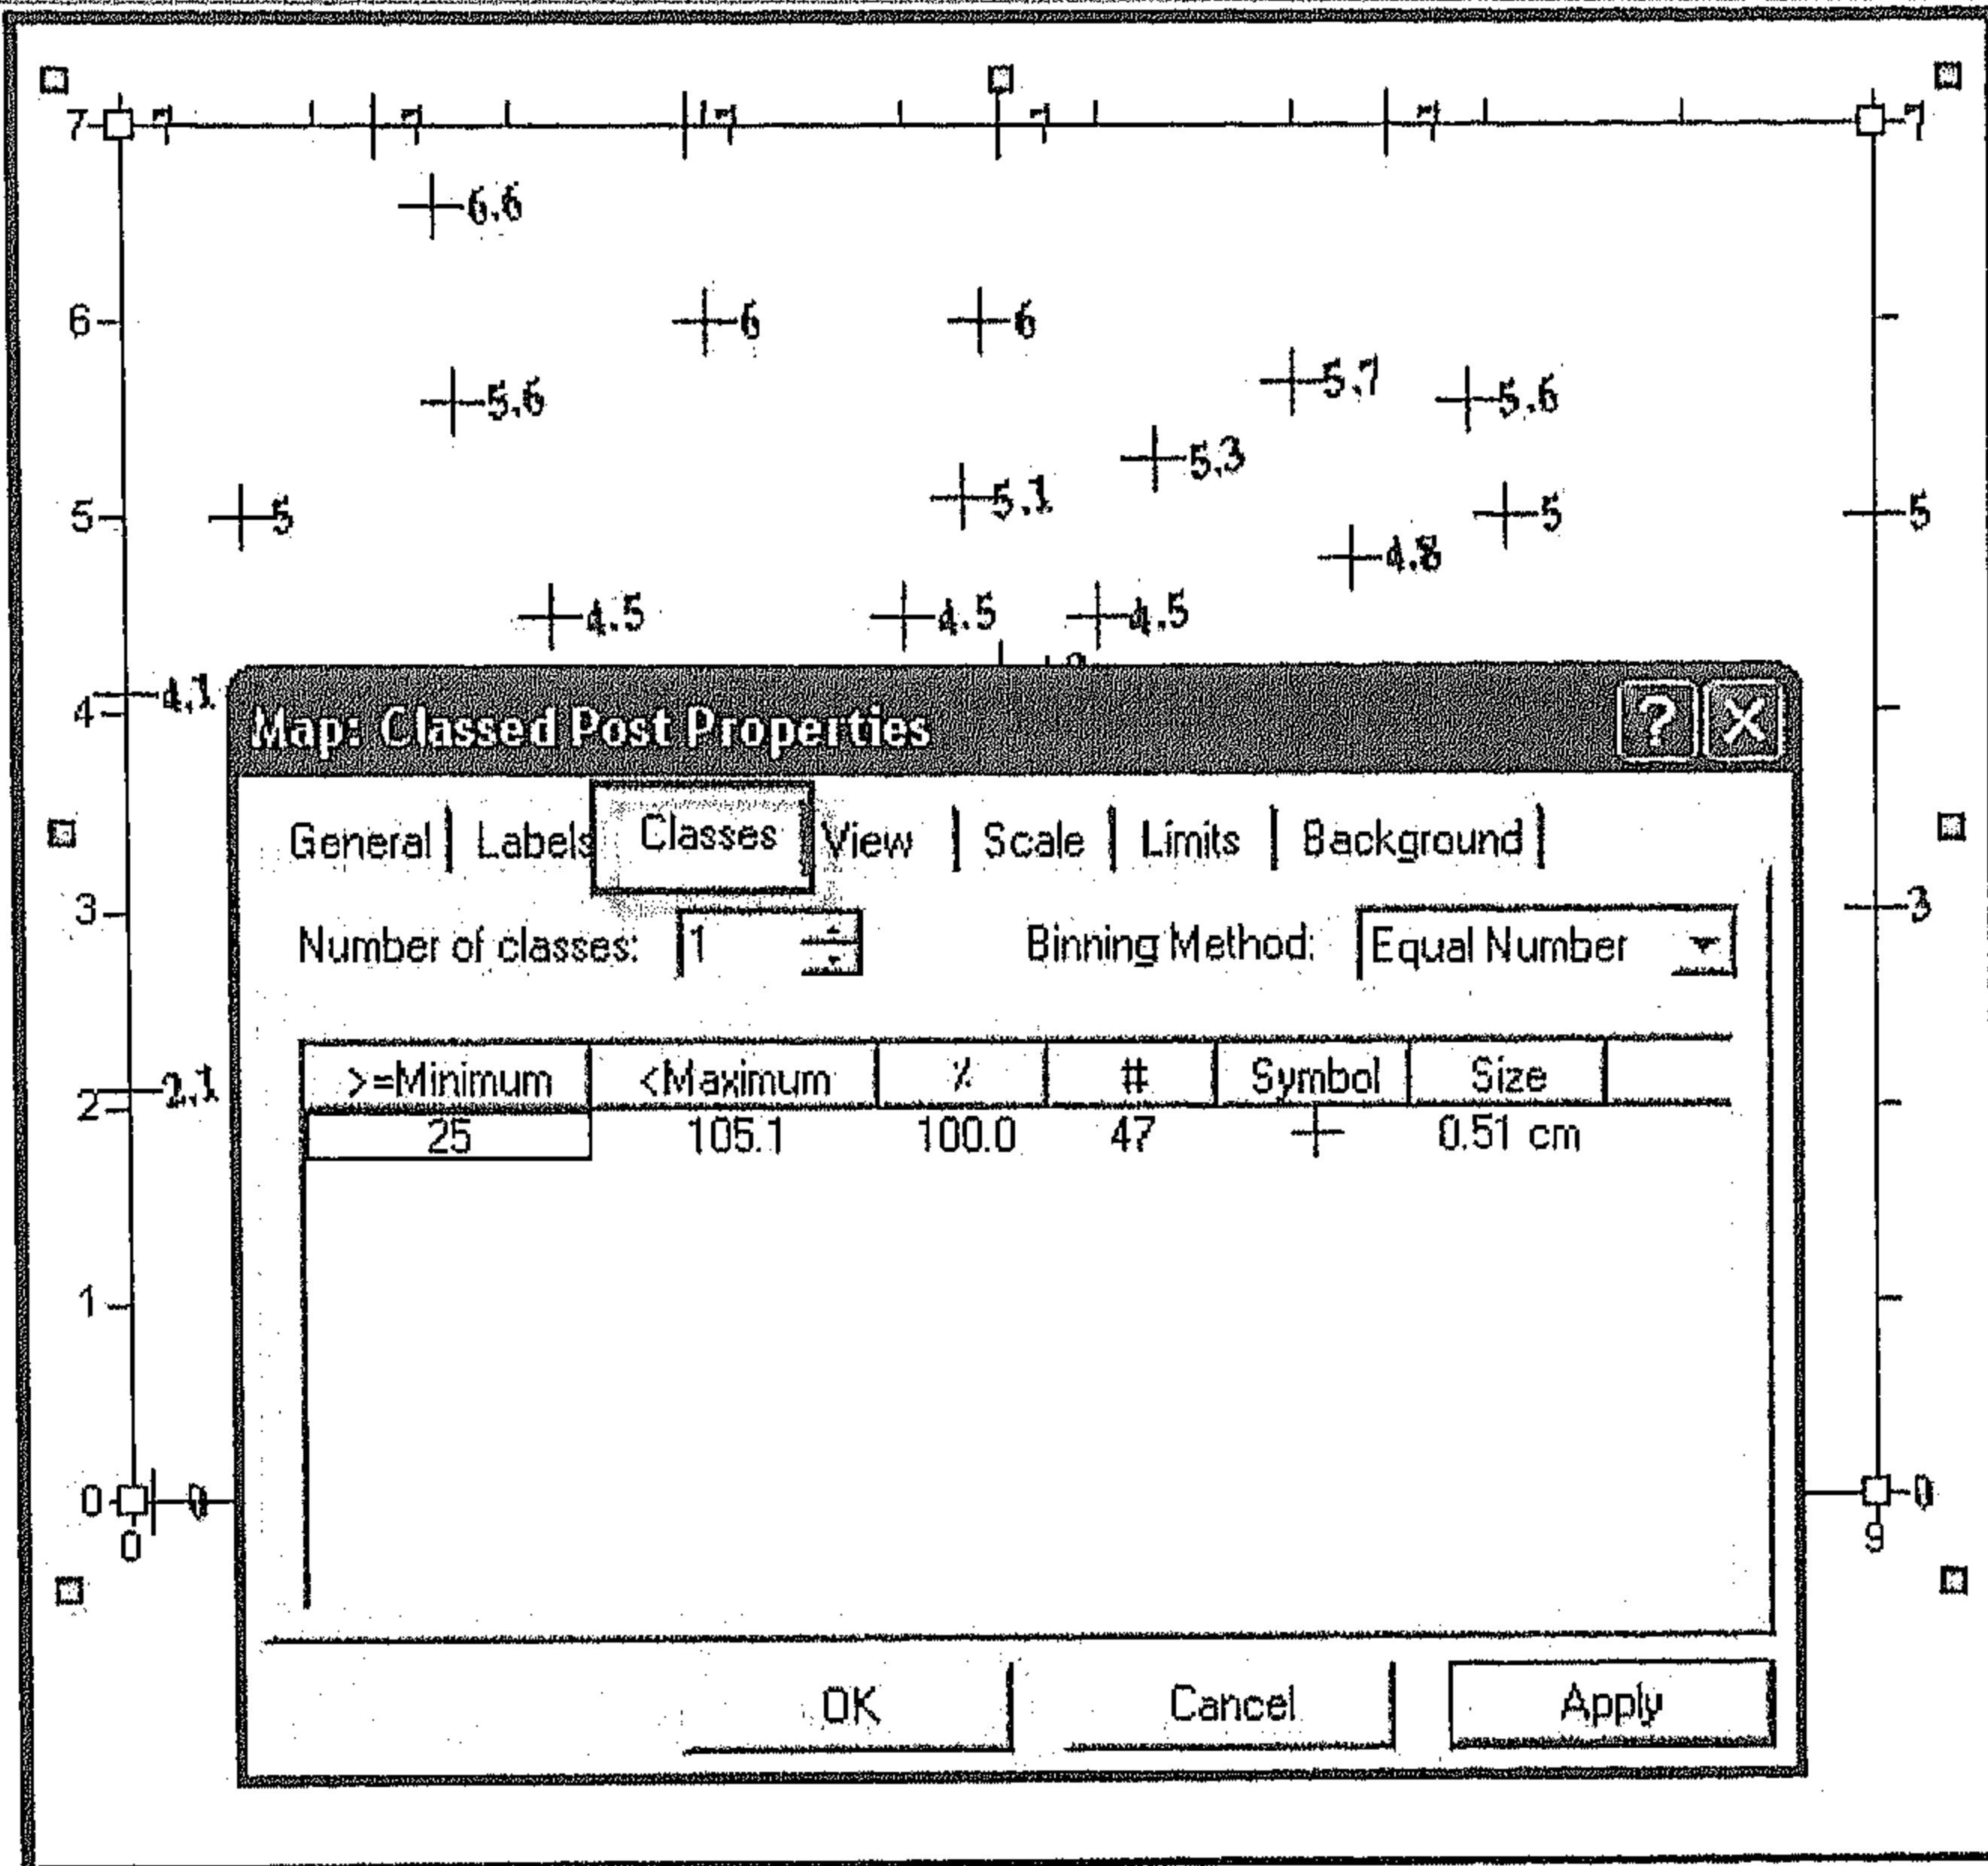 7 7 7 7 7 7 7
6.6
6 6 6
5.7
5.6 5.6
5.3
5.1
5 5 5 5
4.8
4.5 4.5 4.5
4 4.1
Map: Classed Post Properties ? X
General Labels Classes View Scale Limits Background
3 3
Number of classes: 1 Binning Method: Equal Number
>=Minimum <Maximum % # Symbol Size
2 2.1
25 105.1 100.0 47 0.51 cm
1
0 0 0
0 9
OK Cancel Apply